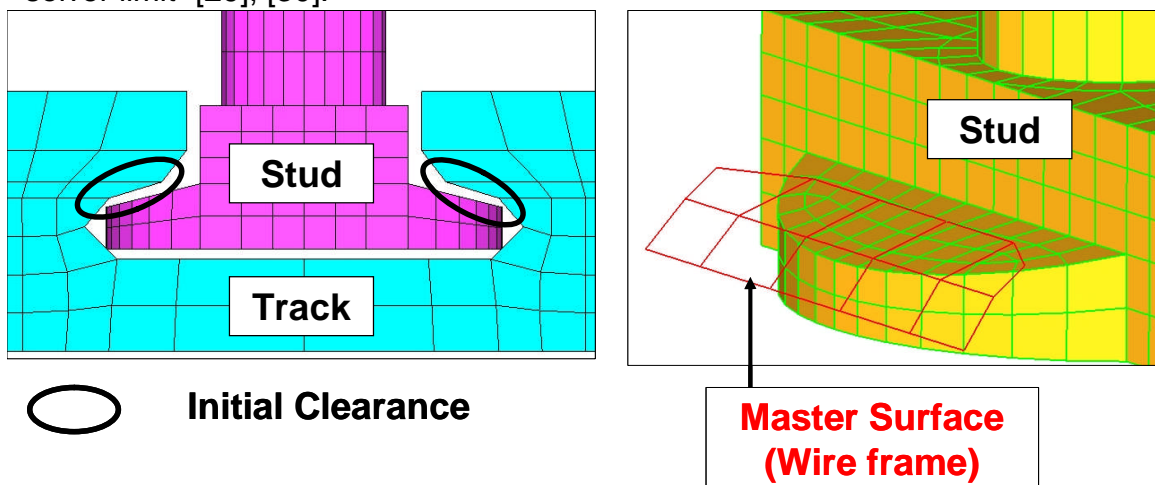 Stud
Track
Initial Clearance
Stud
Master Surface
(Wire frame)